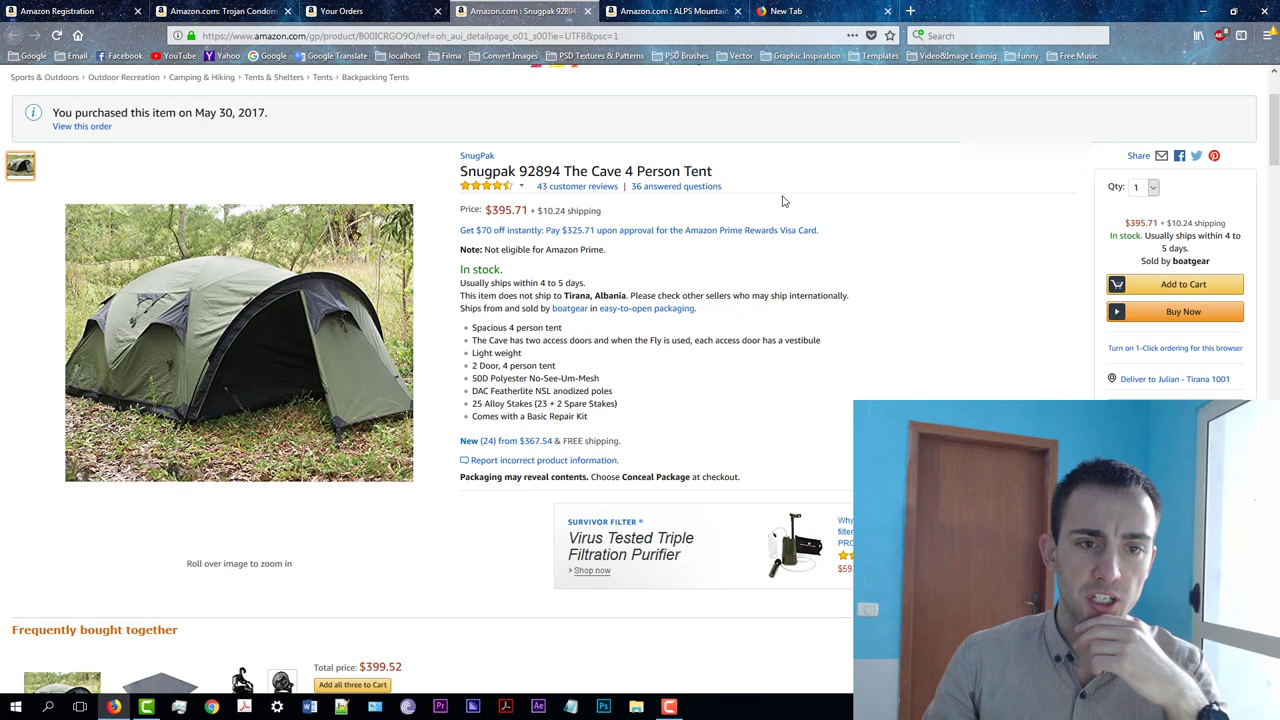 Amazon Registration
Amazon.com: Trojan Condom
Your Orders
Amazon.com : Snugpak 92894
Amazon.com : ALPS Mountain
New Tab
https://www.amazon.com/gp/product/B00ICRGO9O/ref=oh_aui_detailpage_o01_s00?ie=UTF8&psc=1
Search
Google
Email
Facebook
YouTube
Yahoo
Google
localhost
Filma
Convert Images
PSD Textures & Patterns
PSD Brushes
Vector
Graphic Inspiration
Templates
Video&Image Learnig
funny
Free Music
Sports & Outdoors › Outdoor Recreation › Camping & Hiking › Tents & Shelters › Tents › Backpacking Tents
You purchased this item on May 30, 2017.
View this order
SnugPak
Snugpak 92894 The Cave 4 Person Tent
43 customer reviews | 36 answered questions
Price: $395.71 + $10.24 shipping
Get $70 off instantly: Pay $325.71 upon approval for the Amazon Prime Rewards Visa Card.
Note: Not eligible for Amazon Prime.
In stock.
Usually ships within 4 to 5 days.
This item does not ship to Tirana, Albania. Please check other sellers who may ship internationally.
Ships from and sold by boatgear in easy-to-open packaging.
Spacious 4 person tent
The Cave has two access doors and when the Fly is used, each access door has a vestibule
Light weight
2 Door, 4 person tent
50D Polyester No-See-Um-Mesh
DAC Featherlite NSL anodized poles
25 Alloy Stakes (23 + 2 Spare Stakes)
Comes with a Basic Repair Kit
New (24) from $367.54 & FREE shipping.
Report incorrect product information.
Packaging may reveal contents. Choose Conceal Package at checkout.
Share
Qty: 1
$395.71 + $10.24 shipping
In stock. Usually ships within 4 to
5 days.
Sold by boatgear
Add to Cart
Buy Now
Turn on 1-Click ordering for this browser
Deliver to Julian - Tirana 1001
SURVIVOR FILTER ®
Virus Tested Triple
Filtration Purifier
› Shop now
Why
filter
PRO
$59
Roll over image to zoom in
Frequently bought together
Total price: $399.52
Add all three to Cart